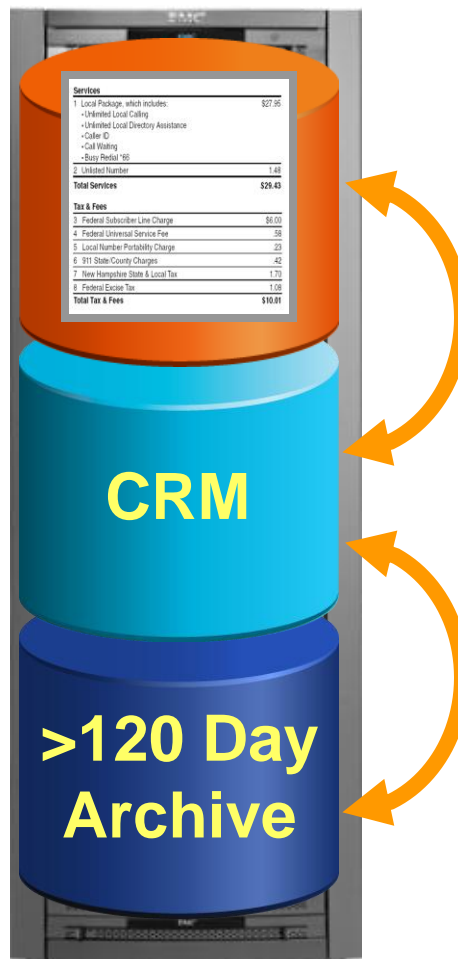 EMC
Services
1 Local Package, which includes: $27.95
- Unlimited Local Calling
- Unlimited Local Directory Assistance
- Caller ID
- Call Waiting
- Busy Redial *66
2 Unlisted Number 1.48
Total Services $29.43
Tax & Fees
3 Federal Subscriber Line Charge $6.00
4 Federal Universal Service Fee .58
5 Local Number Portability Charge .23
6 911 State/County Charges .42
7 New Hampshire State & Local Tax 1.70
8 Federal Excise Tax 1.08
Total Tax & Fees $10.01
CRM
>120 Day
Archive
EMC